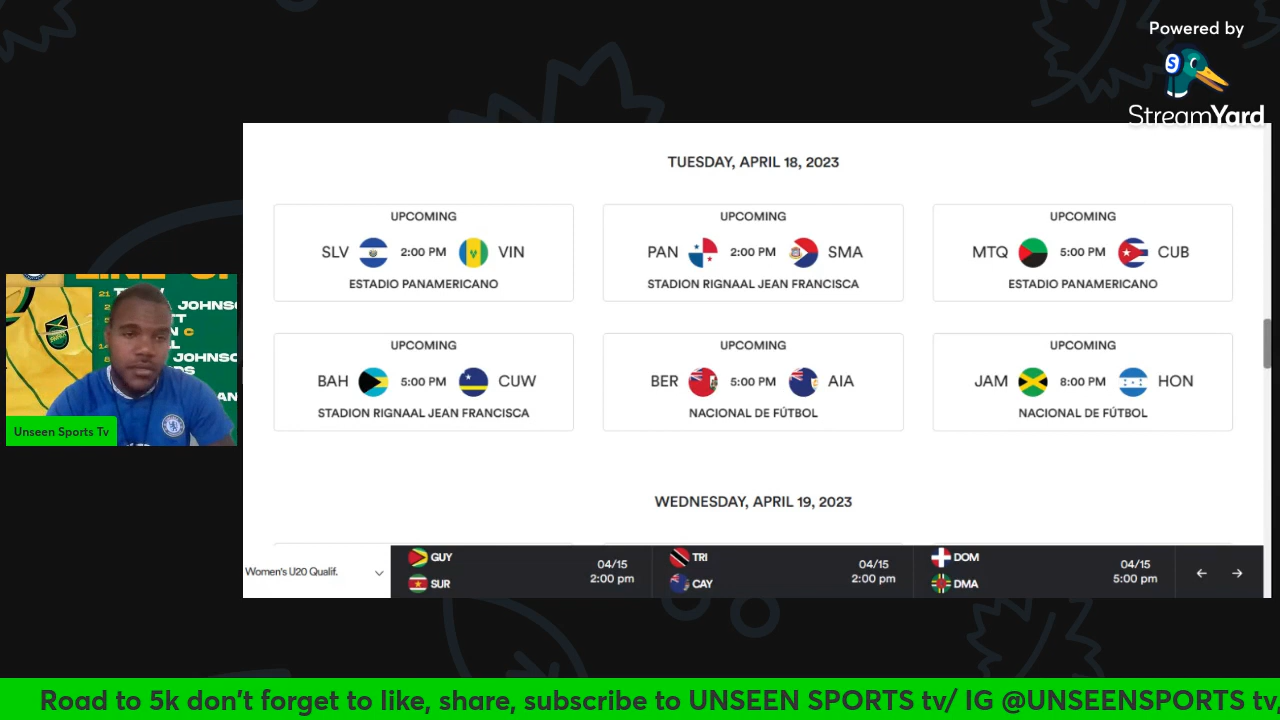 Powered by
S
StreamYard
TUESDAY, APRIL 18, 2023
UPCOMING
SLV 2:00 PM VIN
ESTADIO PANAMERICANO
UPCOMING
PAN 2:00 PM SMA
STADION RIGNAAL JEAN FRANCISCA
UPCOMING
MTQ 5:00 PM CUB
ESTADIO PANAMERICANO
UPCOMING
BAH 5:00 PM CUW
STADION RIGNAAL JEAN FRANCISCA
UPCOMING
BER 5:00 PM AIA
NACIONAL DE FÚTBOL
UPCOMING
JAM 8:00 PM HON
NACIONAL DE FÚTBOL
WEDNESDAY, APRIL 19, 2023
Women's U20 Qualif.
GUY
SUR
04/15
2:00 pm
TRI
CAY
04/15
2:00 pm
DOM
DMA
04/15
5:00 pm
21
JOHNS
C
JOHNSO
Unseen Sports Tv
Road to 5k don't forget to like, share, subscribe to UNSEEN SPORTS tv/ IG @UNSEENSPORTS tv,